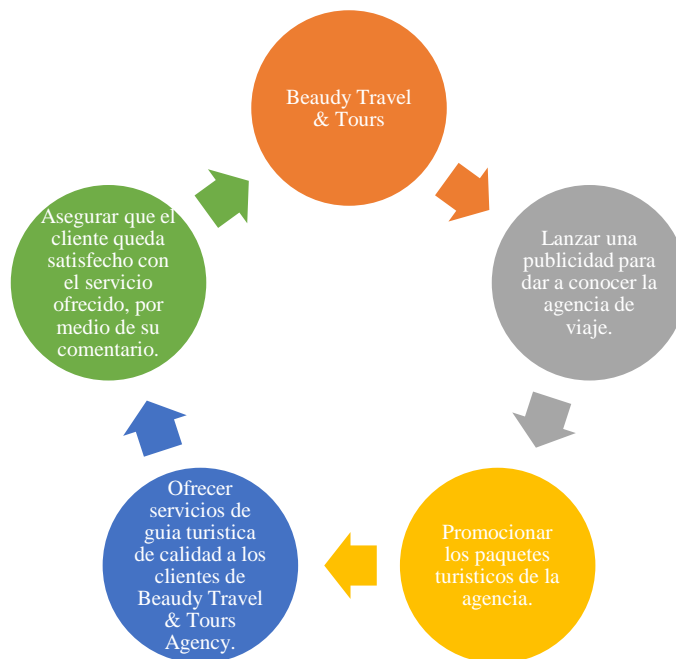 Beaudy Travel
& Tours
Lanzar una
publicidad para
dar a conocer la
agencia de
viaje.
Promocionar
los paquetes
turisticos de la
agencia.
Ofrecer
servicios de
guia turistica
de calidad a los
clientes de
Beaudy Travel
& Tours
Agency.
Asegurar que el
cliente queda
satisfecho con
el servicio
ofrecido, por
medio de su
comentario.